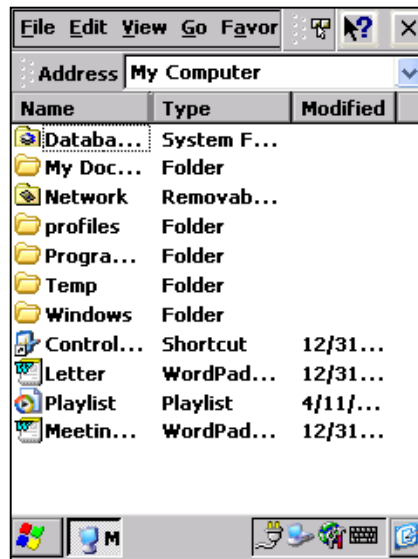 File Edit View Go Favor ?
Address My Computer
Name Type Modified
Databa... System F...
My Doc... Folder
Network Removab...
profiles Folder
Progra... Folder
Temp Folder
Windows Folder
Control... Shortcut 12/31...
Letter WordPad... 12/31...
Playlist Playlist 4/11/...
Meetin... WordPad... 12/31...
M